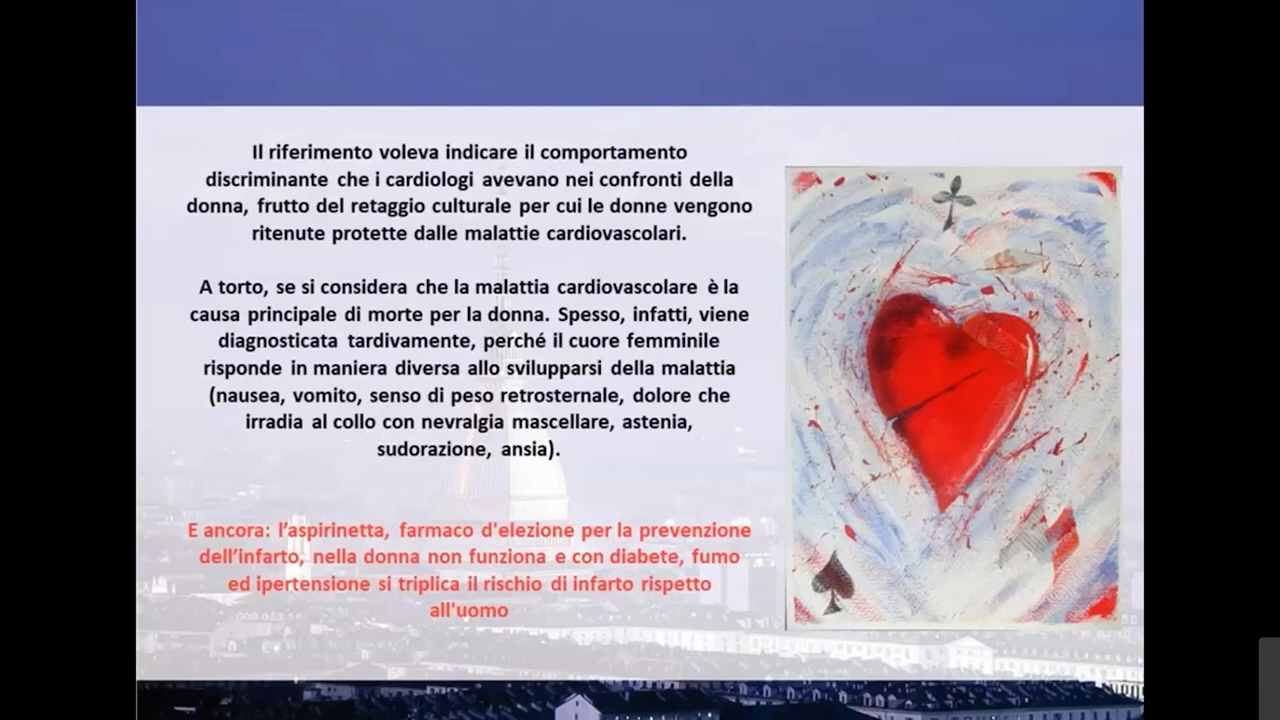 Il riferimento voleva indicare il comportamento
discriminante che i cardiologi avevano nei confronti della
donna, frutto del retaggio culturale per cui le donne vengono
ritenute protette dalle malattie cardiovascolari.
A torto, se si considera che la malattia cardiovascolare è la
causa principale di morte per la donna. Spesso, infatti, viene
diagnosticata tardivamente, perché il cuore femminile
risponde in maniera diversa allo svilupparsi della malattia
(nausea, vomito, senso di peso retrosternale, dolore che
irradia al collo con nevralgia mascellare, astenia,
sudorazione, ansia).
E ancora: l’aspirinetta, farmaco d'elezione per la prevenzione
dell’infarto, nella donna non funziona e con diabete, fumo
ed ipertensione si triplica il rischio di infarto rispetto
all'uomo